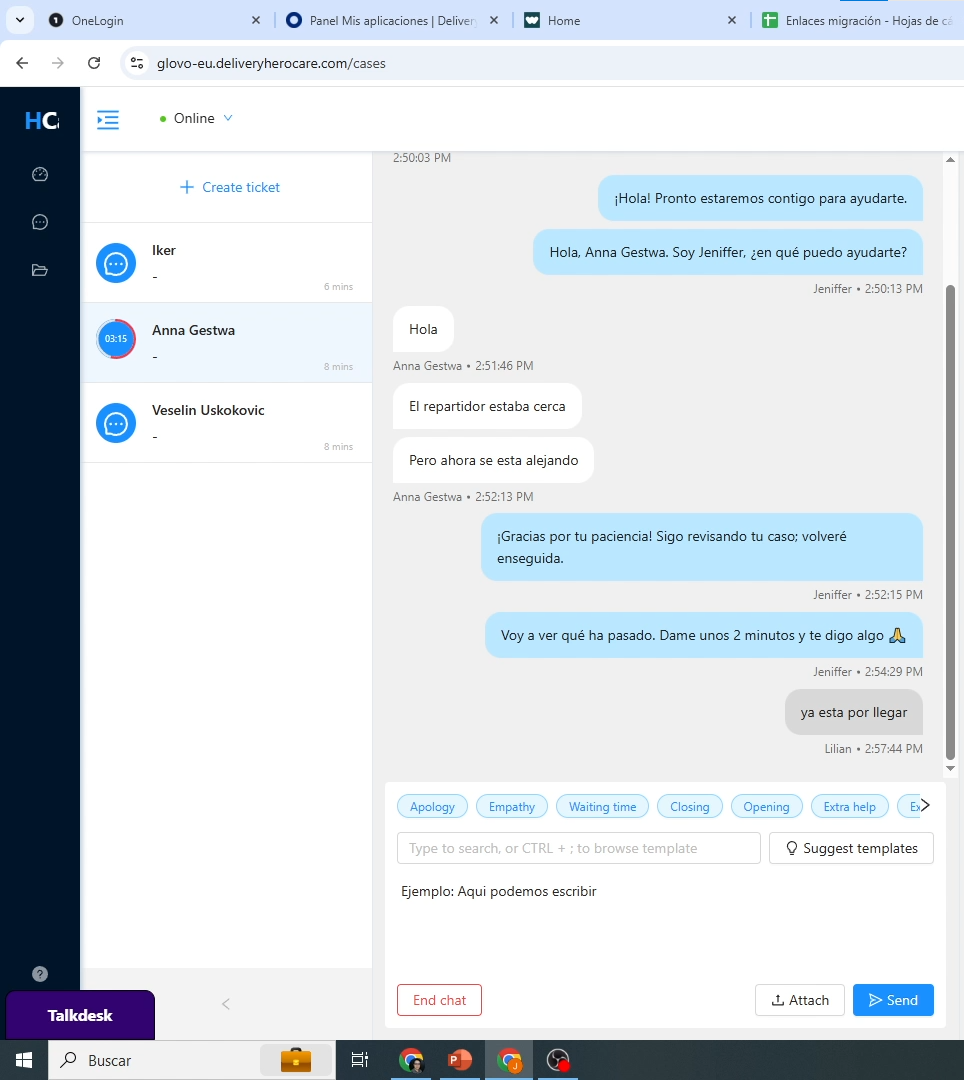 OneLogin
Panel Mis aplicaciones | Deliver
Home
Enlaces migración - Hojas de cá
glovo-eu.deliveryherocare.com/cases
HC
Online
Create ticket
Iker
-
6 mins
03:15
Anna Gestwa
-
8 mins
Veselin Uskokovic
-
8 mins
2:50:03 PM
¡Hola! Pronto estaremos contigo para ayudarte.
Hola, Anna Gestwa. Soy Jeniffer, ¿en qué puedo ayudarte?
Jeniffer • 2:50:13 PM
Hola
Anna Gestwa • 2:51:46 PM
El repartidor estaba cerca
Pero ahora se esta alejando
Anna Gestwa • 2:52:13 PM
¡Gracias por tu paciencia! Sigo revisando tu caso; volveré
enseguida.
Jeniffer • 2:52:15 PM
Voy a ver qué ha pasado. Dame unos 2 minutos y te digo algo 🙏
Jeniffer • 2:54:29 PM
ya esta por llegar
Lilian • 2:57:44 PM
Apology Empathy Waiting time Closing Opening Extra help
Type to search, or CTRL + ; to browse template
Suggest templates
Ejemplo: Aqui podemos escribir
End chat
Attach
Send
Talkdesk
Buscar